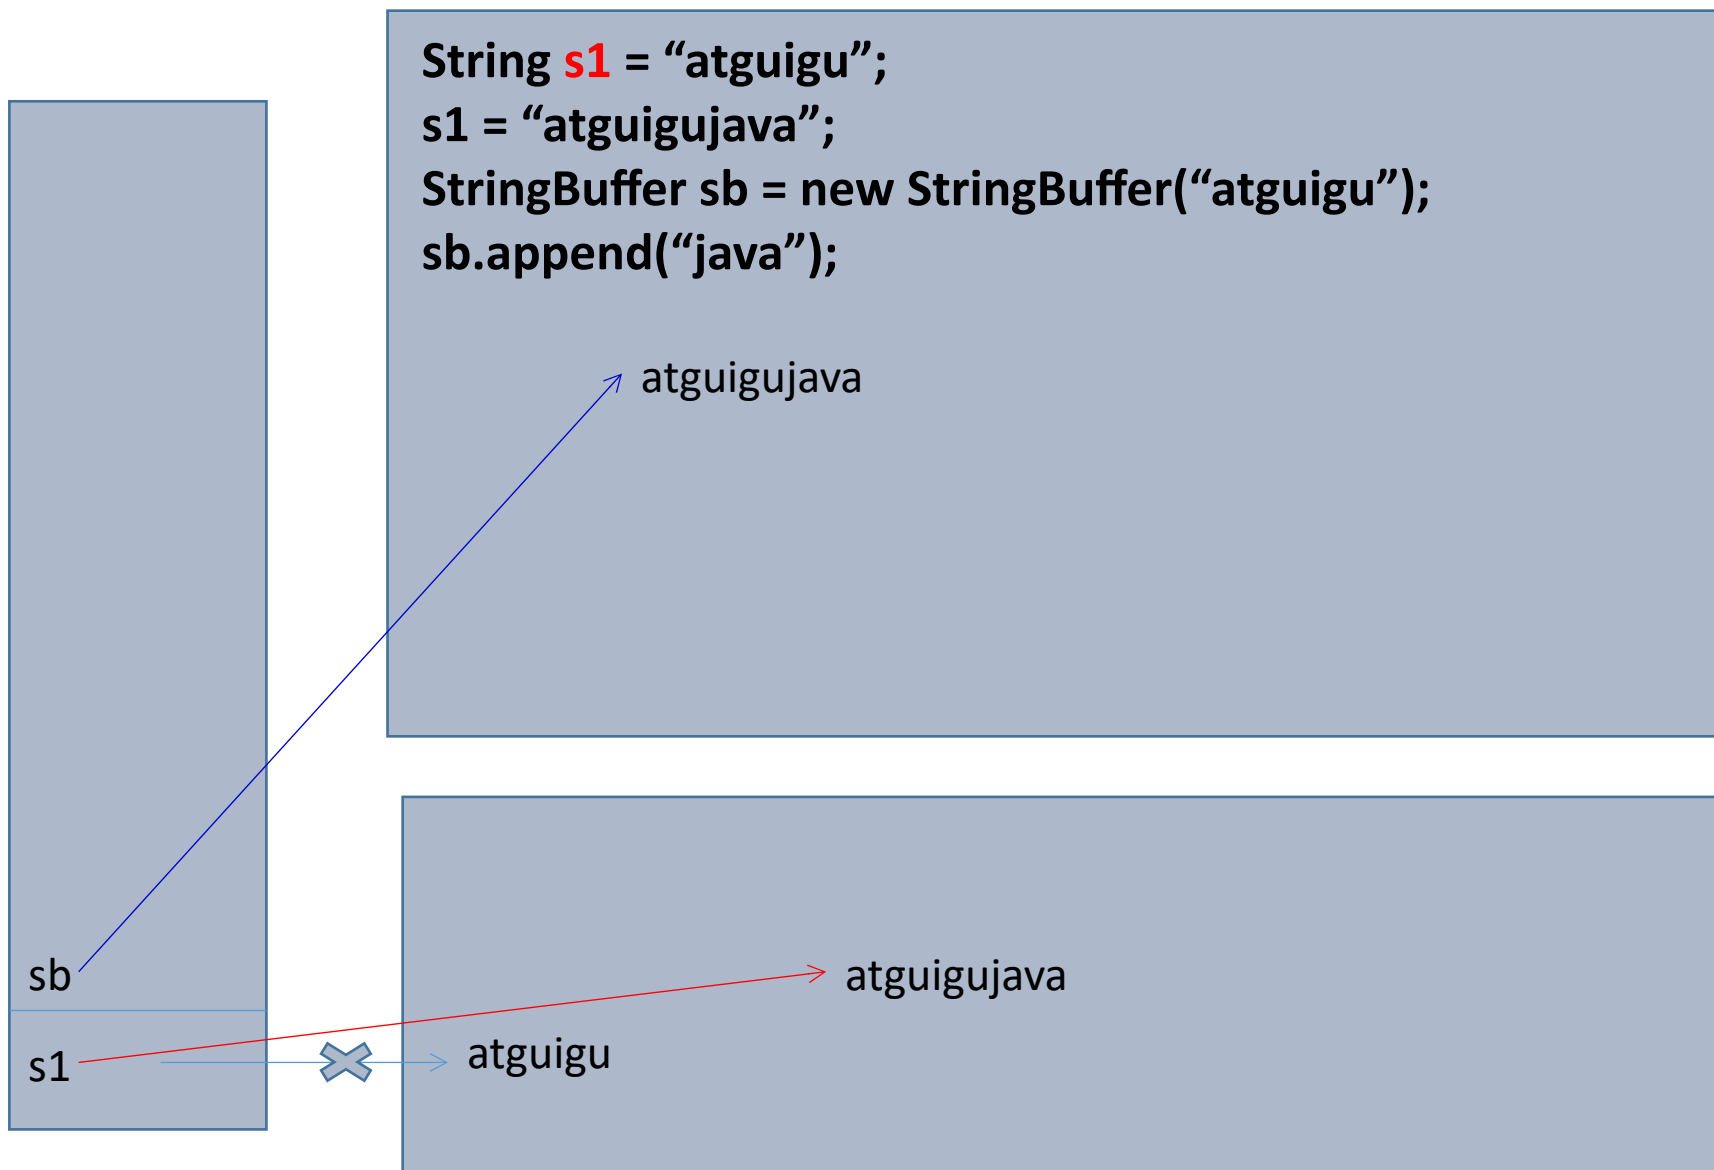 String s1 = “atguigu”;
s1 = “atguigujava”;
StringBuffer sb = new StringBuffer(“atguigu”);
sb.append(“java”);
atguigujava
sb
atguigujava
s1
atguigu